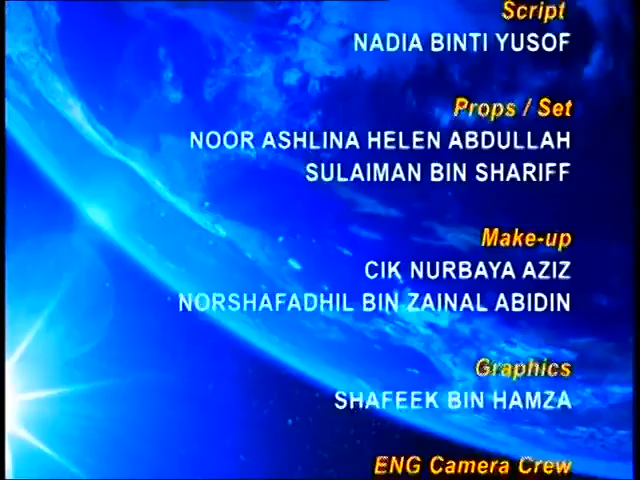 Script
NADIA BINTI YUSOF
Props / Set
NOOR ASHLINA HELEN ABDULLAH
SULAIMAN BIN SHARIFF
Make-up
CIK NURBAYA AZIZ
NORSHAFADHIL BIN ZAINAL ABIDIN
Graphics
SHAFEEK BIN HAMZA
ENG Camera Crew